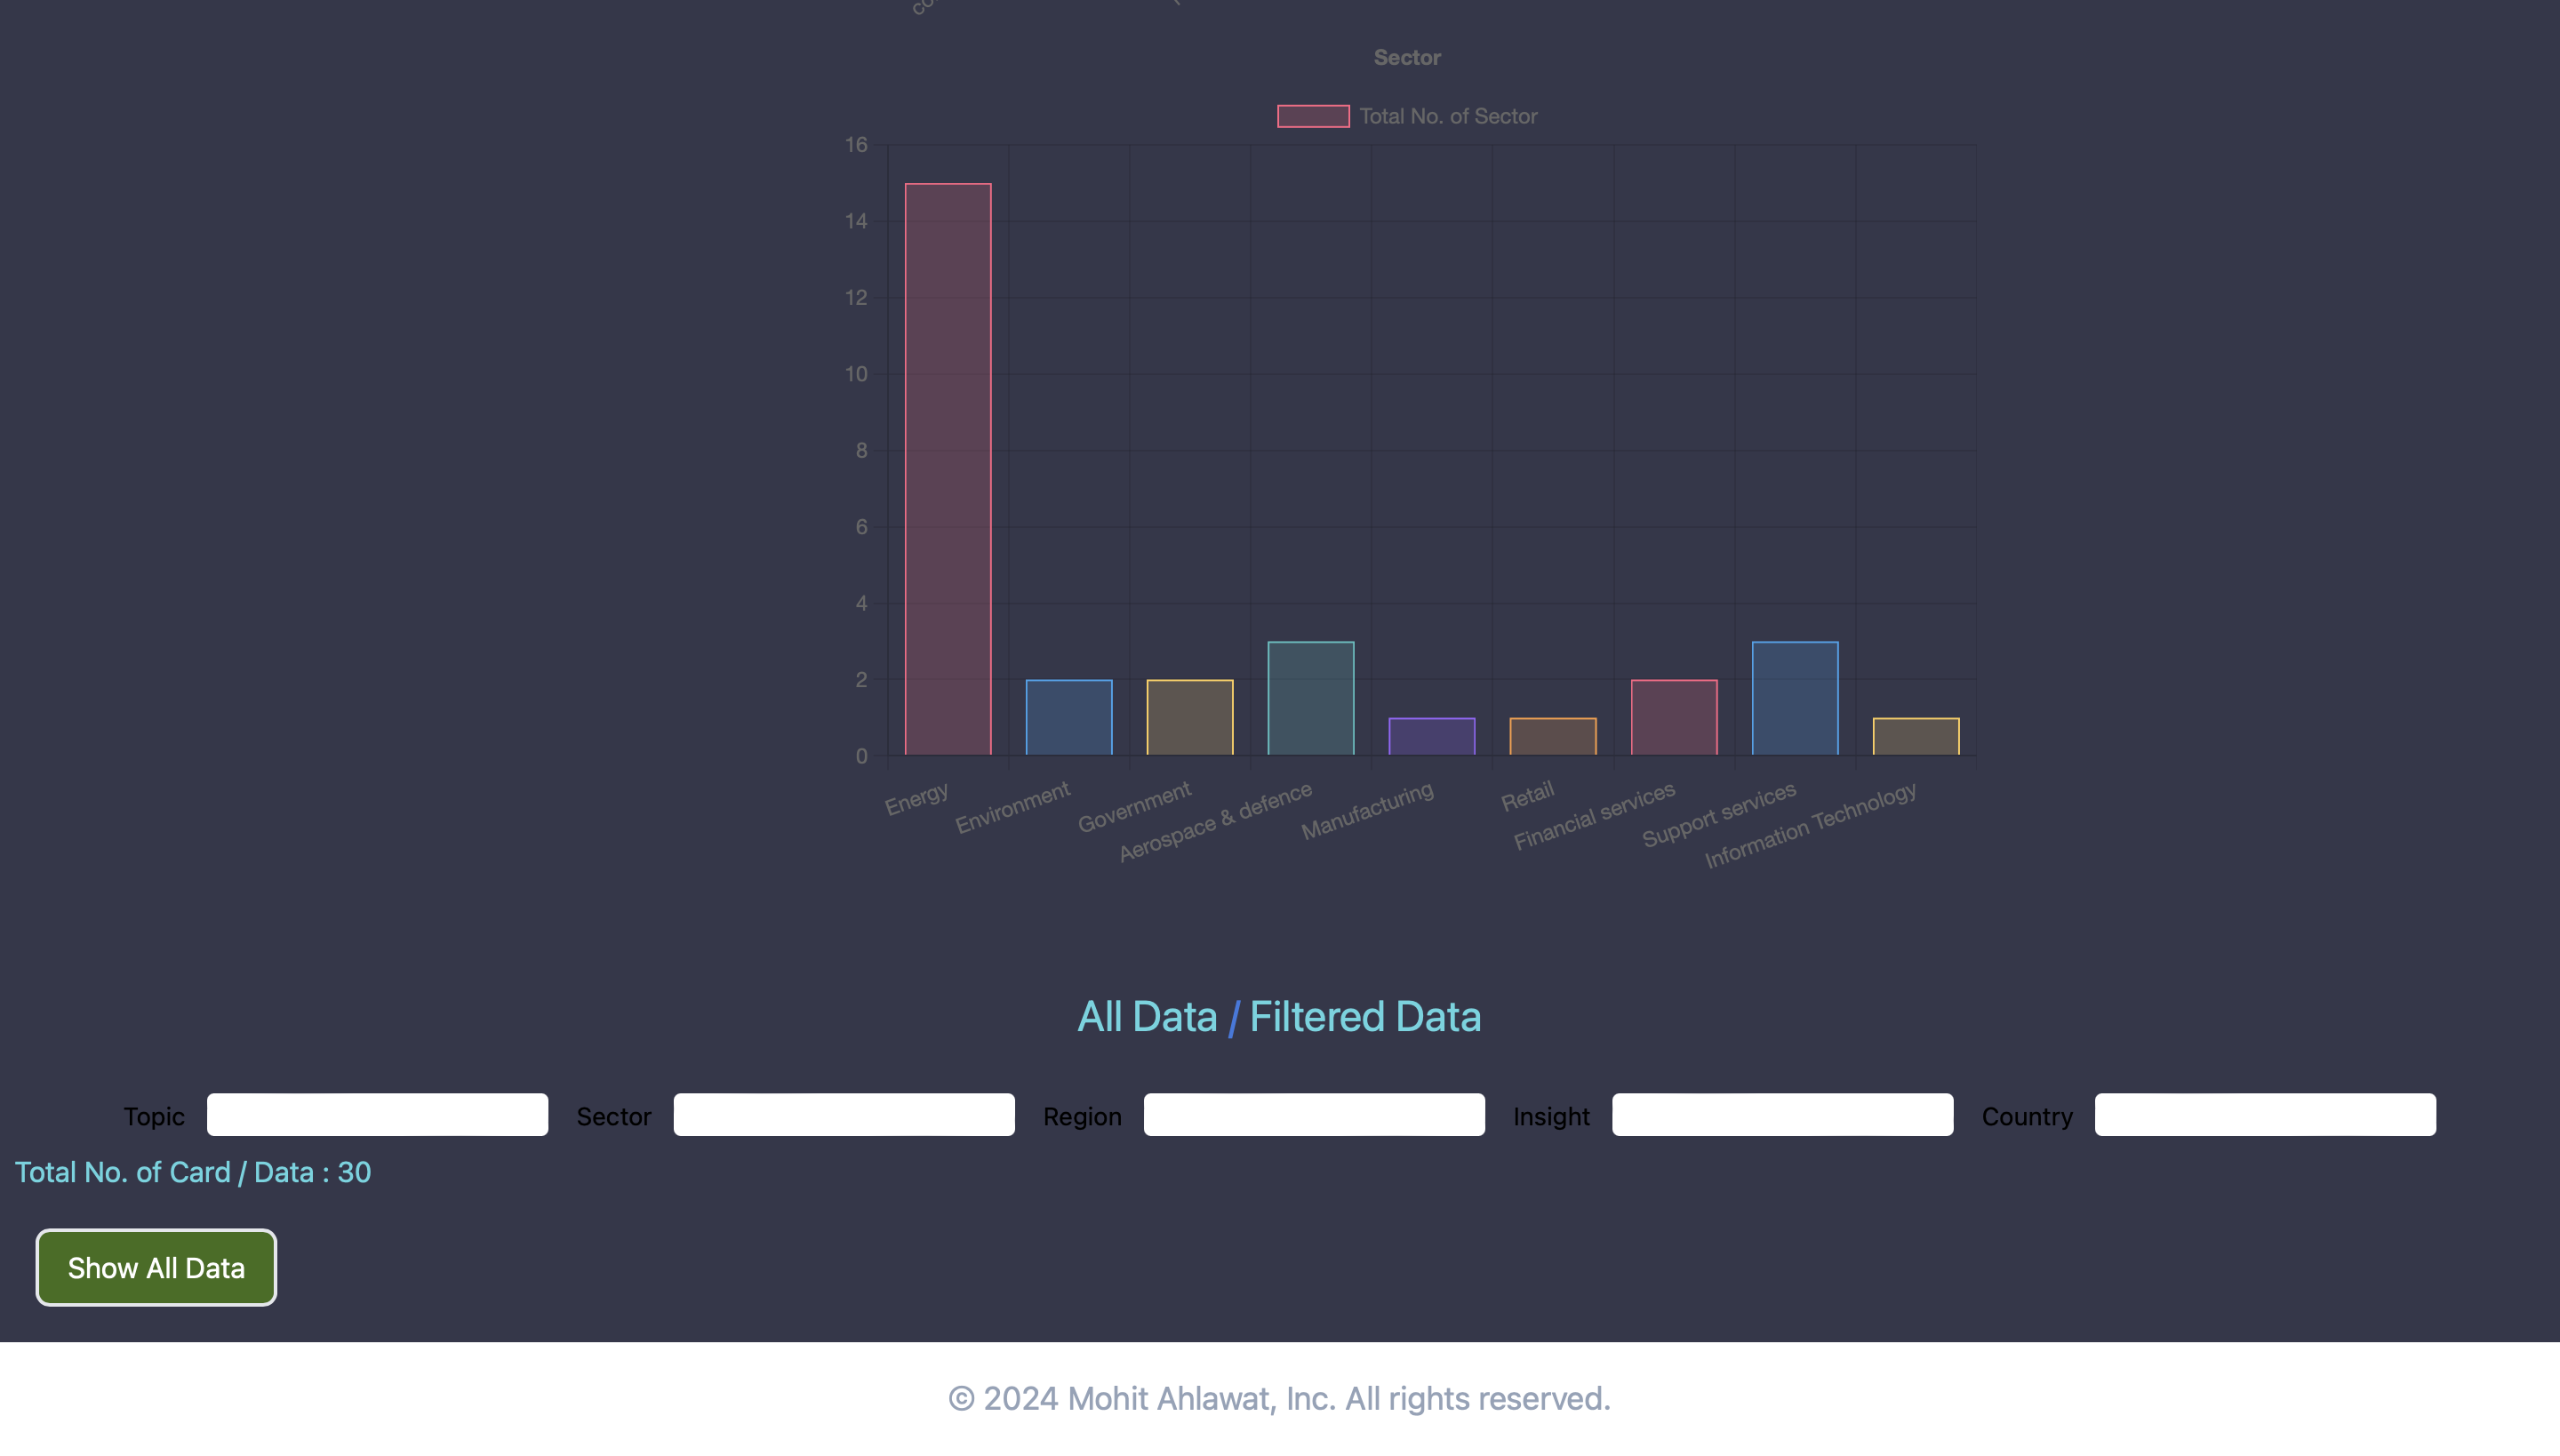 Sector
Total No. of Sector
16
14
12
10
8
6
4
2
0
Energy
Environment
Government
Aerospace & defence
Manufacturing
Retail
Financial services
Support services
Information Technology
All Data / Filtered Data
Topic Sector Region Insight Country
Total No. of Card / Data : 30
Show All Data
© 2024 Mohit Ahlawat, Inc. All rights reserved.